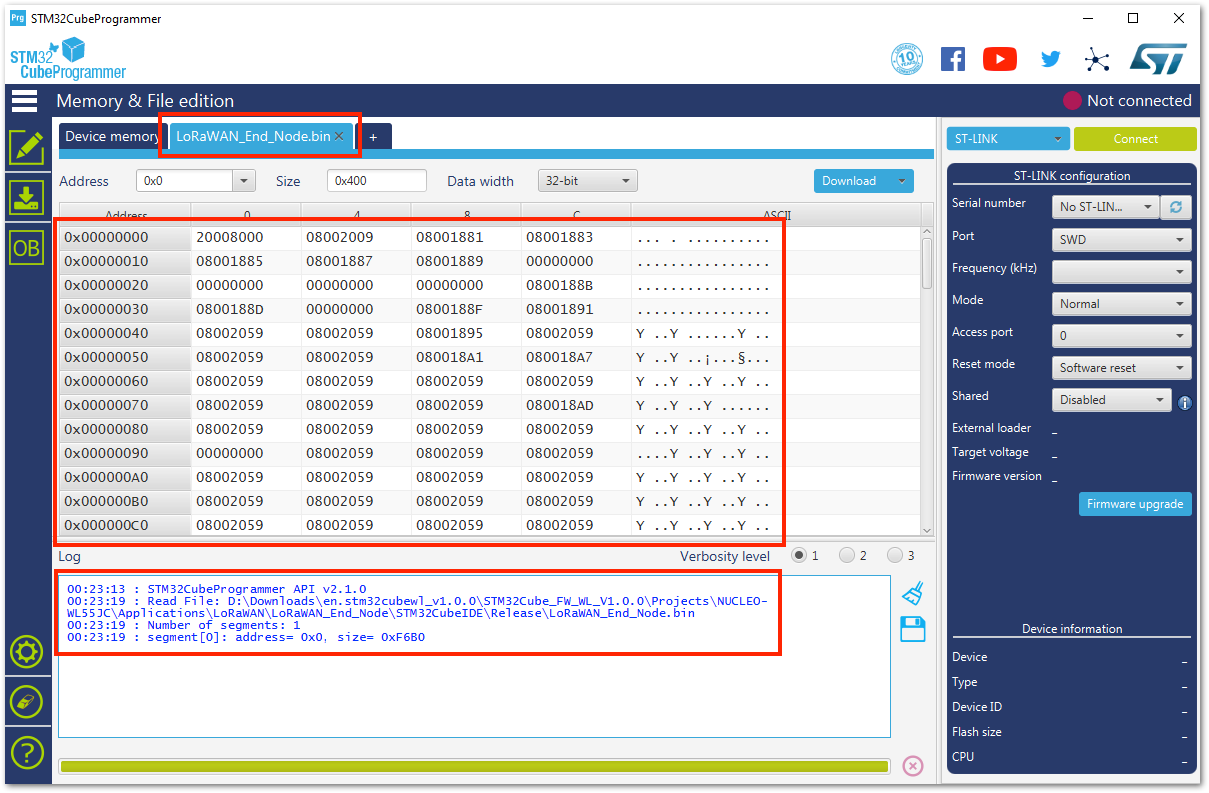 Prg STM32CubeProgrammer
STM32
CubeProgrammer
10
ST
Memory & File edition
Not connected
Device memory LoRaWAN_End_Node.bin × +
Address 0x0 Size 0x400 Data width 32-bit Download
Address 0 4 8 C ASCII
0x00000000 20008000 08002009 08001881 08001883 ... . ..........
0x00000010 08001885 08001887 08001889 00000000 ................
0x00000020 00000000 00000000 00000000 0800188B ................
0x00000030 0800188D 00000000 0800188F 08001891 ................
0x00000040 08002059 08002059 08001895 08002059 Y ..Y ......Y ..
0x00000050 08002059 08002059 080018A1 080018A7 Y ..Y ..¡...§...
0x00000060 08002059 08002059 08002059 08002059 Y ..Y ..Y ..Y ..
0x00000070 08002059 08002059 08002059 080018AD Y ..Y ..Y ......
0x00000080 08002059 08002059 08002059 08002059 Y ..Y ..Y ..Y ..
0x00000090 00000000 08002059 08002059 08002059 ....Y ..Y ..Y ..
0x000000A0 08002059 08002059 08002059 08002059 Y ..Y ..Y ..Y ..
0x000000B0 08002059 08002059 08002059 08002059 Y ..Y ..Y ..Y ..
0x000000C0 08002059 08002059 08002059 08002059 Y ..Y ..Y ..Y ..
Log Verbosity level 1 2 3
00:23:13 : STM32CubeProgrammer API v2.1.0
00:23:19 : Read File: D:\Downloads\en.stm32cubewl_v1.0.0\STM32Cube_FW_WL_V1.0.0\Projects\NUCLEO-
WL55JC\Applications\LoRaWAN\LoRaWAN_End_Node\STM32CubeIDE\Release\LoRaWAN_End_Node.bin
00:23:19 : Number of segments: 1
00:23:19 : segment[0]: address= 0x0, size= 0xF6B0
ST-LINK Connect
ST-LINK configuration
Serial number No ST-LIN...
Port SWD
Frequency (kHz)
Mode Normal
Access port 0
Reset mode Software reset
Shared Disabled
External loader _
Target voltage _
Firmware version _
Firmware upgrade
Device information
Device _
Type _
Device ID _
Flash size _
CPU _
OB
?